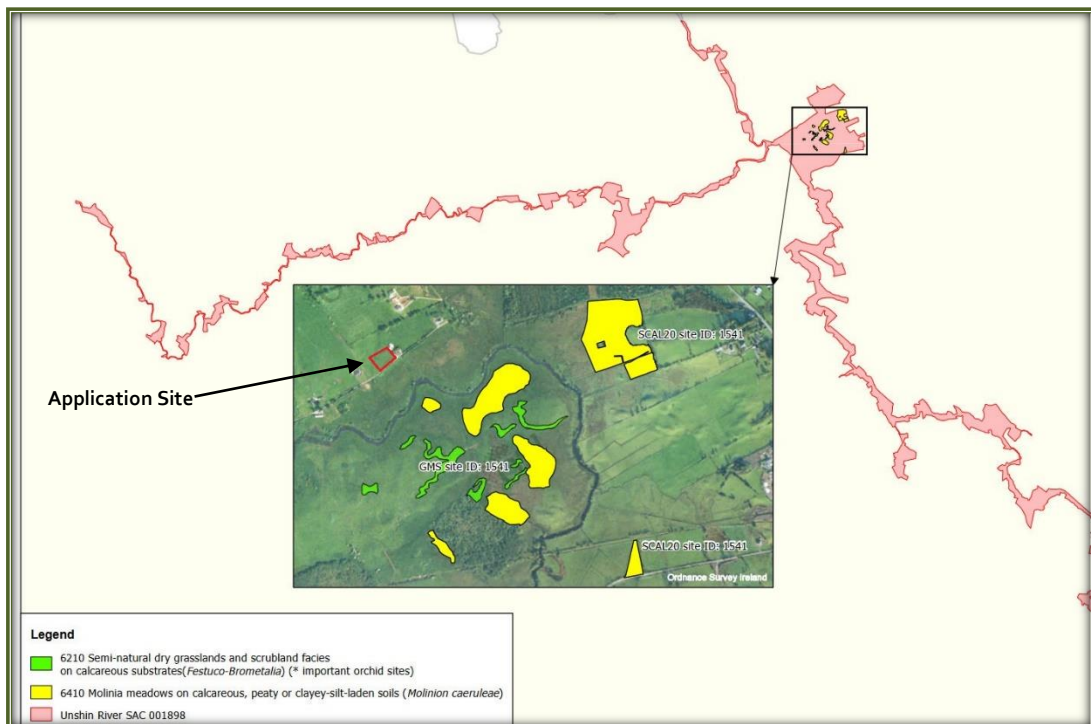 SCAL20 site ID: 1541
Application Site
GMS site ID: 1541
SCAL20 site ID: 1541
Ordnance Survey Ireland
Legend
6210 Semi-natural dry grasslands and scrubland facies
on calcareous substrates(Festuco-Brometalia) (* important orchid sites)
6410 Molinia meadows on calcareous, peaty or clayey-silt-laden soils (Molinion caeruleae)
Unshin River SAC 001898